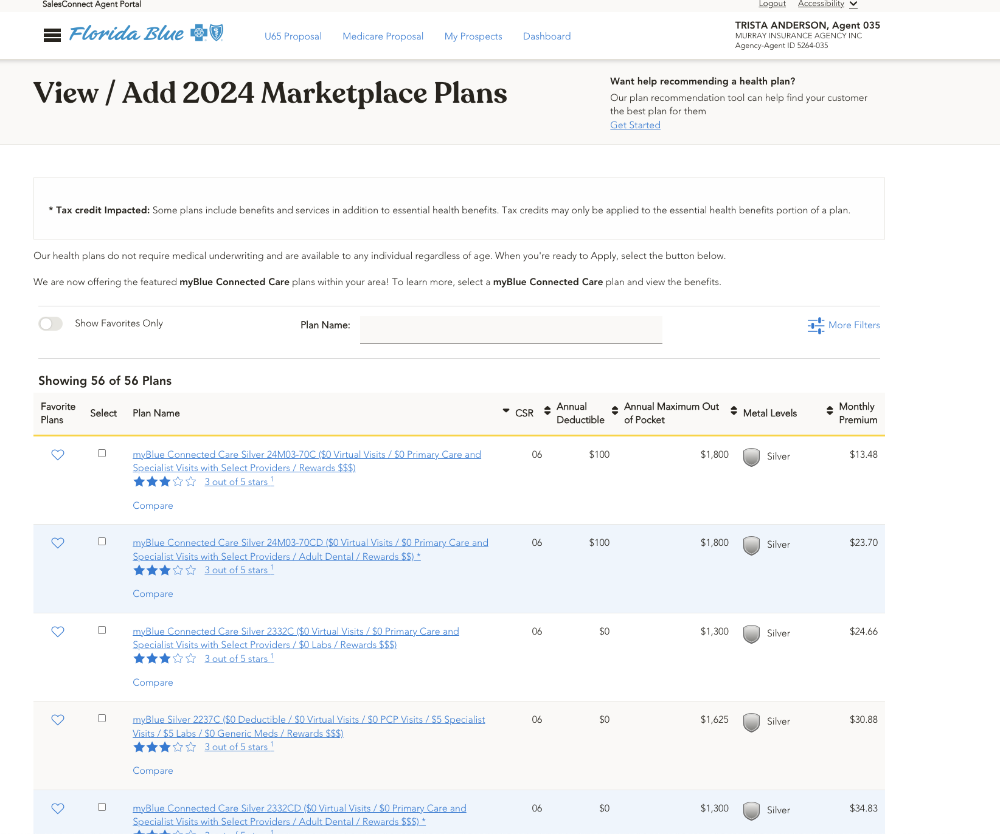 SalesConnect Agent Portal
Logout Accessibility
Florida Blue
U65 Proposal Medicare Proposal My Prospects Dashboard
TRISTA ANDERSON, Agent 035
MURRAY INSURANCE AGENCY INC
Agency-Agent ID 5264-035
View / Add 2024 Marketplace Plans
Want help recommending a health plan?
Our plan recommendation tool can help find your customer
the best plan for them
Get Started
* Tax credit Impacted: Some plans include benefits and services in addition to essential health benefits. Tax credits may only be applied to the essential health benefits portion of a plan.
Our health plans do not require medical underwriting and are available to any individual regardless of age. When you're ready to Apply, select the button below.
We are now offering the featured myBlue Connected Care plans within your area! To learn more, select a myBlue Connected Care plan and view the benefits.
Show Favorites Only Plan Name: More Filters
Showing 56 of 56 Plans
Favorite Plans Select Plan Name CSR Annual Deductible Annual Maximum Out of Pocket Metal Levels Monthly Premium
myBlue Connected Care Silver 24M03-70C ($0 Virtual Visits / $0 Primary Care and 06 $100 $1,800 Silver $13.48
Specialist Visits with Select Providers / Rewards $$$)
3 out of 5 stars 1
Compare
myBlue Connected Care Silver 24M03-70CD ($0 Virtual Visits / $0 Primary Care and 06 $100 $1,800 Silver $23.70
Specialist Visits with Select Providers / Adult Dental / Rewards $$) *
3 out of 5 stars 1
Compare
myBlue Connected Care Silver 2332C ($0 Virtual Visits / $0 Primary Care and 06 $0 $1,300 Silver $24.66
Specialist Visits with Select Providers / $0 Labs / Rewards $$$)
3 out of 5 stars 1
Compare
myBlue Silver 2237C ($0 Deductible / $0 Virtual Visits / $0 PCP Visits / $5 Specialist 06 $0 $1,625 Silver $30.88
Visits / $5 Labs / $0 Generic Meds / Rewards $$$)
3 out of 5 stars 1
Compare
myBlue Connected Care Silver 2332CD ($0 Virtual Visits / $0 Primary Care and 06 $0 $1,300 Silver $34.83
Specialist Visits with Select Providers / Adult Dental / Rewards $$$) *